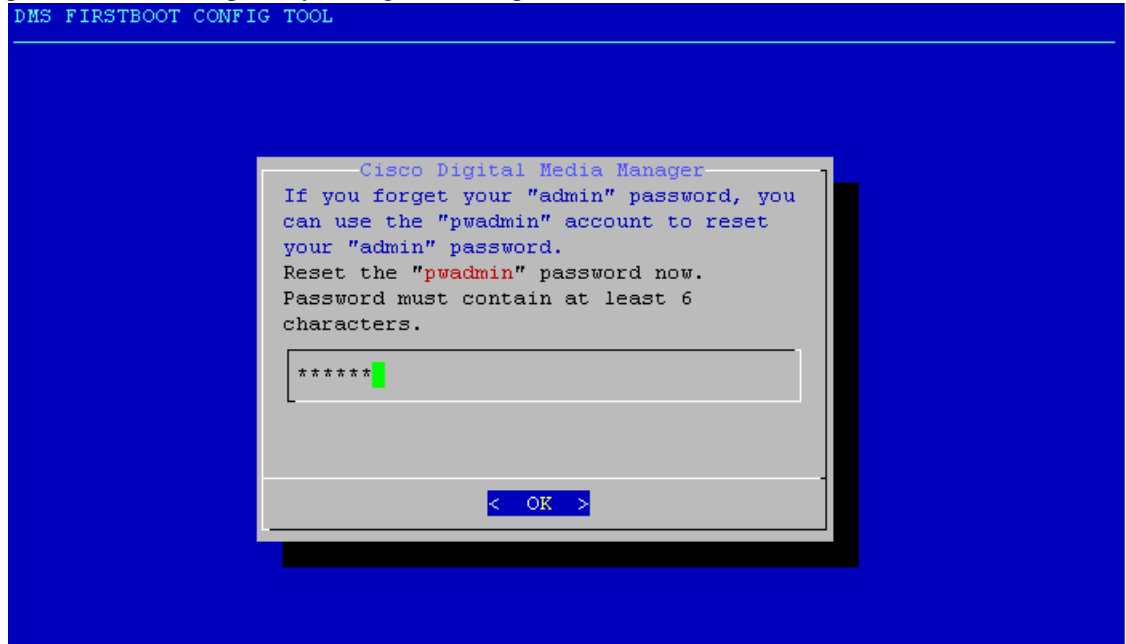 DMS FIRSTBOOT CONFIG TOOL
Cisco Digital Media Manager
If you forget your "admin" password, you
can use the "pwadmin" account to reset
your "admin" password.
Reset the "pwadmin" password now.
Password must contain at least 6
characters.
******
< OK >